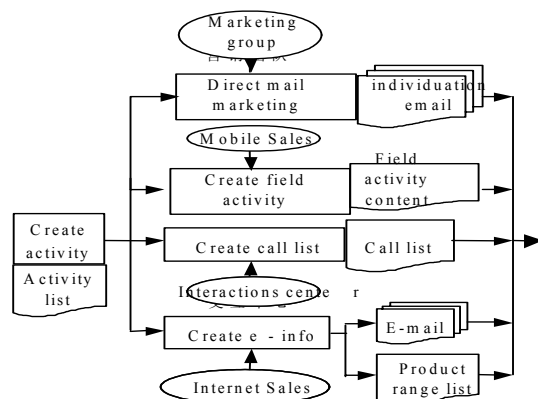 Marketing
group
Direct mail
marketing
individuation
email
Mobile Sales
Create field
activity
Field
activity
content
Create
activity
Activity
list
Create call list
Call list
Interactions cente r
Create e - info
E-mail
Product
range list
Internet Sales